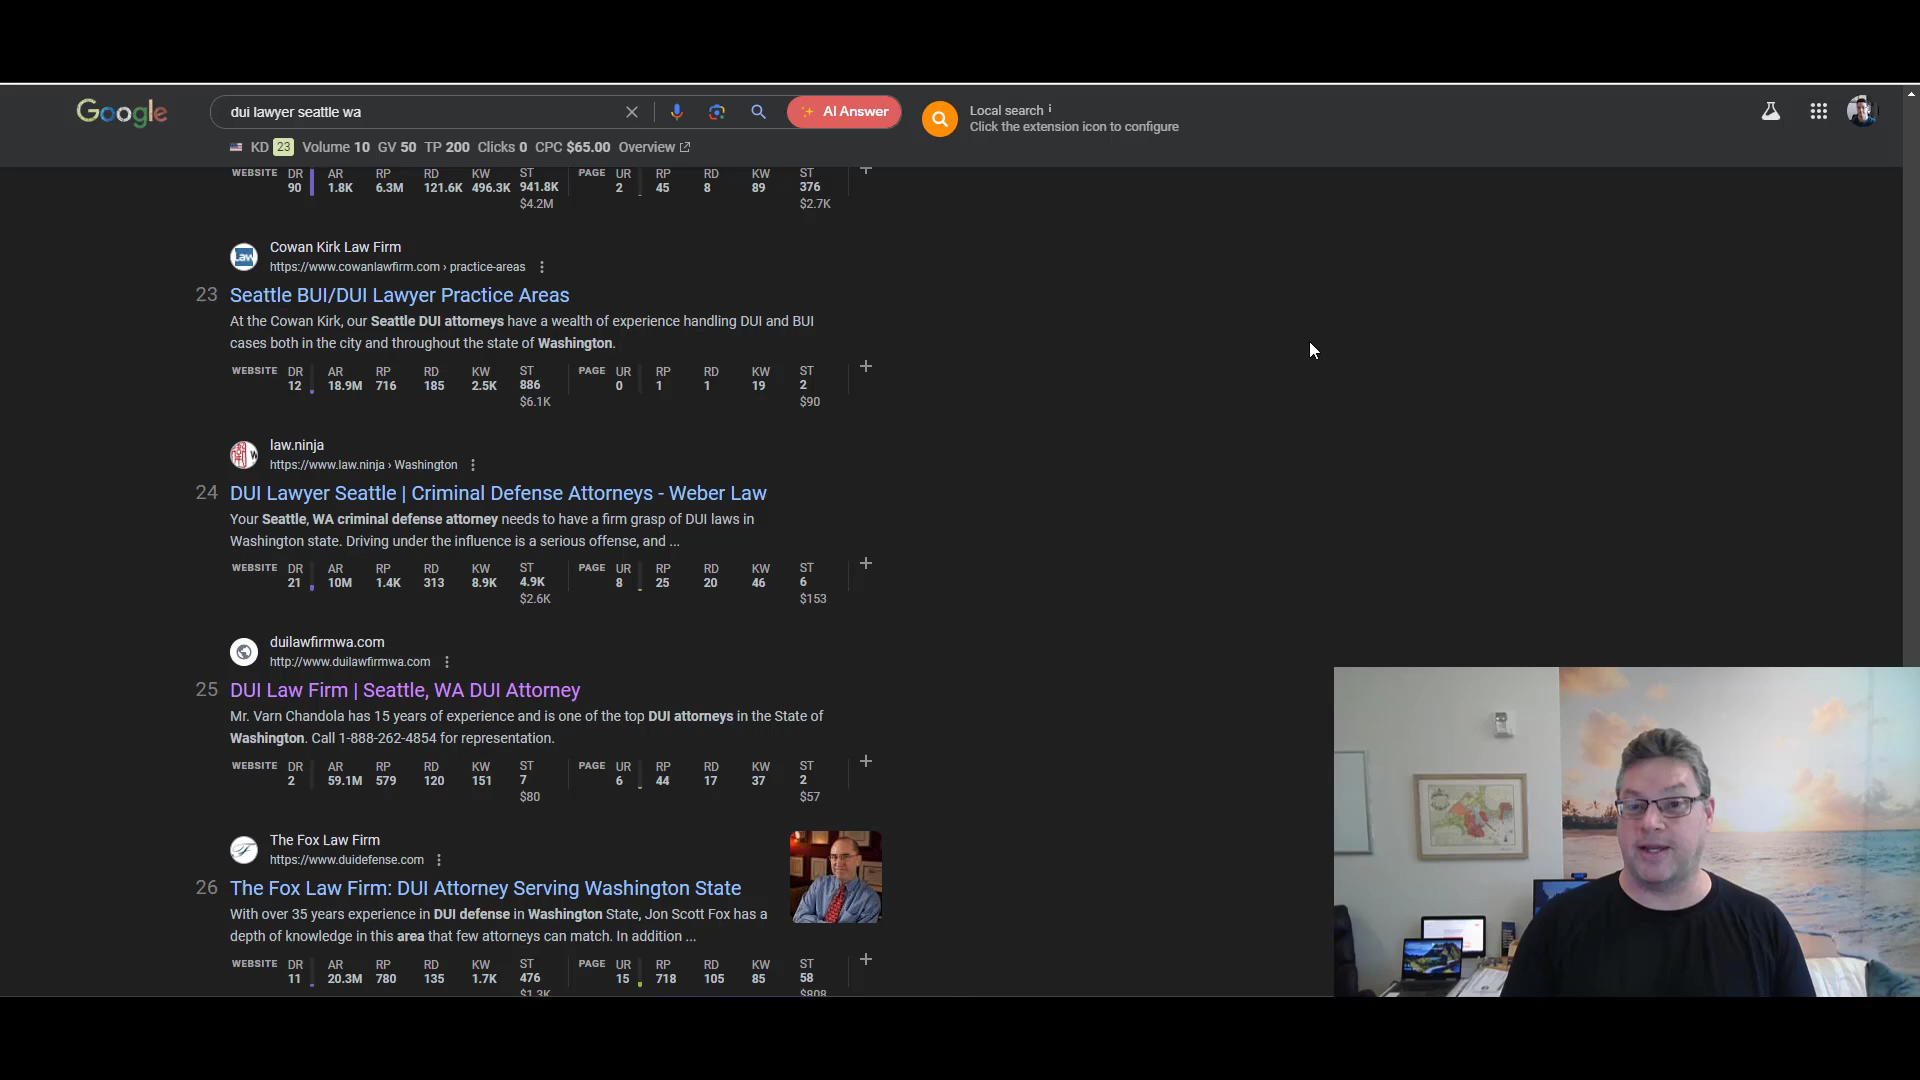 Google
dui lawyer seattle wa
AI Answer
Local search i
Click the extension icon to configure
KD 23 Volume 10 GV 50 TP 200 Clicks 0 CPC $65.00 Overview
WEBSITE DR AR RP RD KW ST PAGE UR RP RD KW ST
90 1.8K 6.3M 121.6K 496.3K 941.8K 2 45 8 89 376
$4.2M $2.7K
Cowan Kirk Law Firm
https://www.cowanlawfirm.com › practice-areas
23 Seattle BUI/DUI Lawyer Practice Areas
At the Cowan Kirk, our Seattle DUI attorneys have a wealth of experience handling DUI and BUI
cases both in the city and throughout the state of Washington.
WEBSITE DR AR RP RD KW ST PAGE UR RP RD KW ST
12 18.9M 716 185 2.5K 886 0 1 1 19 2
$6.1K $90
law.ninja
https://www.law.ninja › Washington
24 DUI Lawyer Seattle | Criminal Defense Attorneys - Weber Law
Your Seattle, WA criminal defense attorney needs to have a firm grasp of DUI laws in
Washington state. Driving under the influence is a serious offense, and ...
WEBSITE DR AR RP RD KW ST PAGE UR RP RD KW ST
21 10M 1.4K 313 8.9K 4.9K 8 25 20 46 6
$2.6K $153
duilawfirmwa.com
http://www.duilawfirmwa.com
25 DUI Law Firm | Seattle, WA DUI Attorney
Mr. Varn Chandola has 15 years of experience and is one of the top DUI attorneys in the State of
Washington. Call 1-888-262-4854 for representation.
WEBSITE DR AR RP RD KW ST PAGE UR RP RD KW ST
2 59.1M 579 120 151 7 6 44 17 37 2
$80 $57
The Fox Law Firm
https://www.duidefense.com
26 The Fox Law Firm: DUI Attorney Serving Washington State
With over 35 years experience in DUI defense in Washington State, Jon Scott Fox has a
depth of knowledge in this area that few attorneys can match. In addition ...
WEBSITE DR AR RP RD KW ST PAGE UR RP RD KW ST
11 20.3M 780 135 1.7K 476 15 718 105 85 58
$1.3K $808